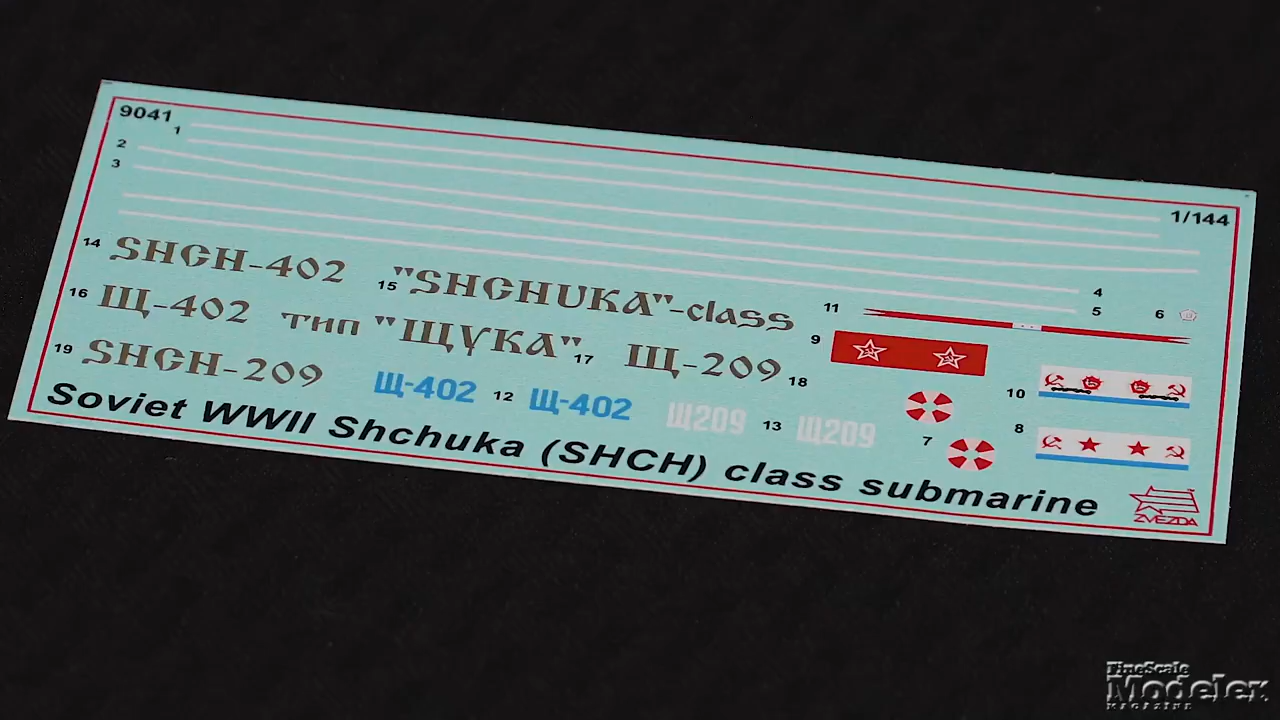 9041
1
2
3
1/144
4
5
6
14 SHCH-402
15 "SHCHUKA"-class
11
16 Щ-402 тип "ЩУКА"
17 Щ-209
9
18
19 SHCH-209
Щ-402 12 Щ-402
Щ209 13 Щ209
10
7
8
Soviet WWII Shchuka (SHCH) class submarine
ZVEZDA
FineScale
Modeler
MAGAZINE